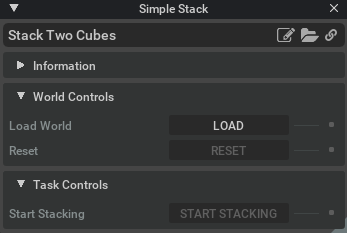 Simple Stack
Stack Two Cubes
Information
World Controls
Load World LOAD
Reset RESET
Task Controls
Start Stacking START STACKING